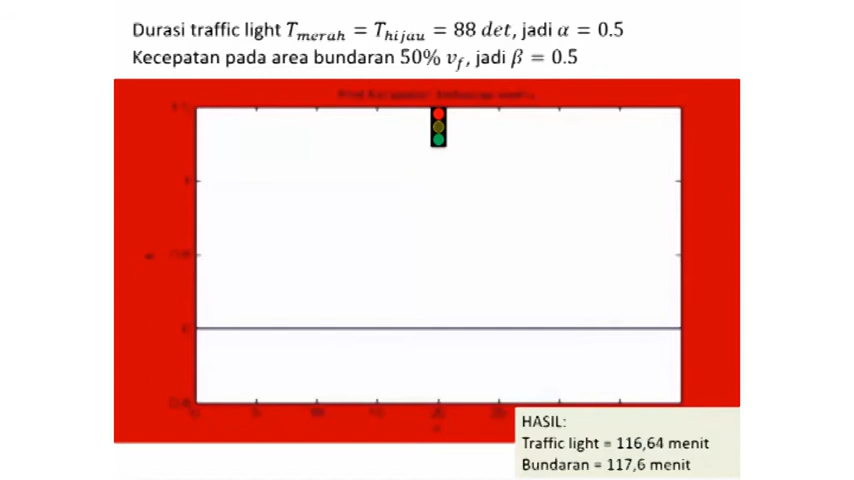 Durasi traffic light T_merah = T_hijau = 88 det, jadi α = 0.5
Kecepatan pada area bundaran 50% v_f, jadi β = 0.5
HASIL:
Traffic light = 116,64 menit
Bundaran = 117,6 menit